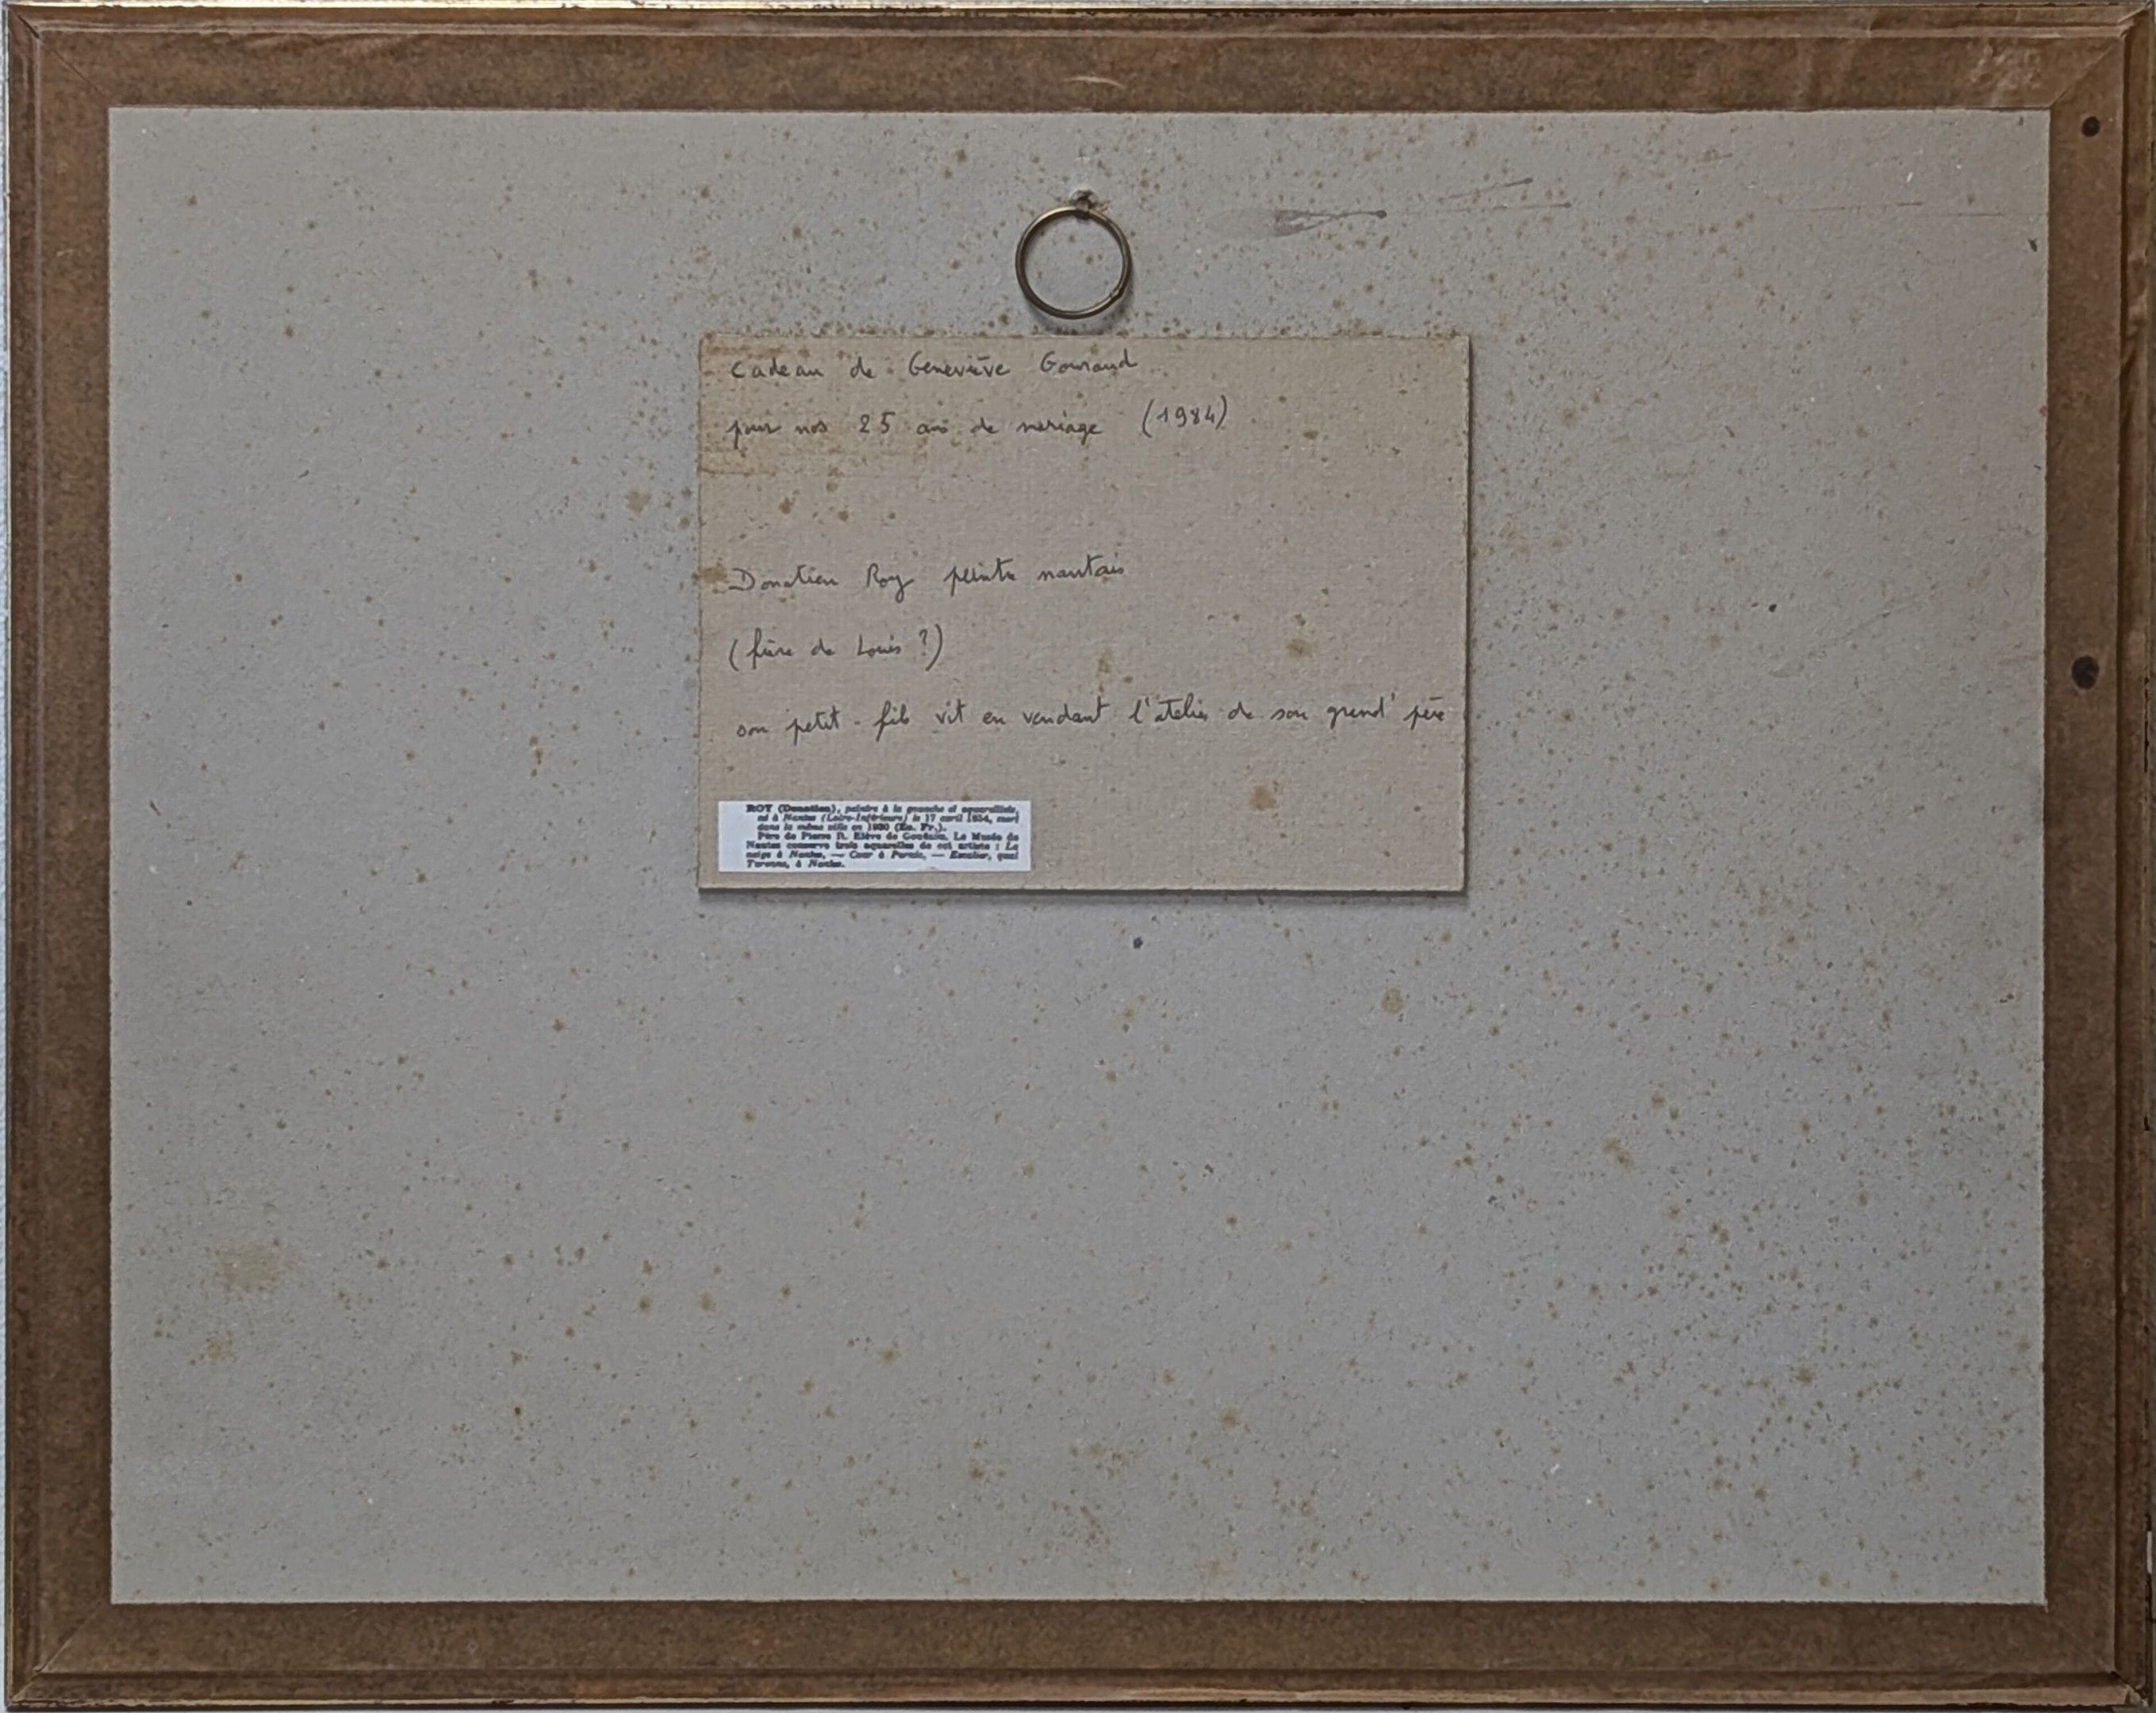 Cadeau de Geneviève Gouraud
pour nos 25 ans de mariage (1984)
Donatien Roy peintre nantais
(frère de Louis ?)
son petit-fils vit en vendant l'atelier de son grand'père
ROY (Donatien), peintre à la gouache et aquarelliste,
né à Nantes (Loire-Inférieure) le 17 avril 1854, mort
dans la même ville en 1930 (Ec. Fr.).
Père de Pierre R. Elève de Le Musée de
Nantes conserve trois aquarelles de cet artiste : La
neige à Nantes, — Cour à Pornic, — Escalier, quai
Turenne, à Nantes.